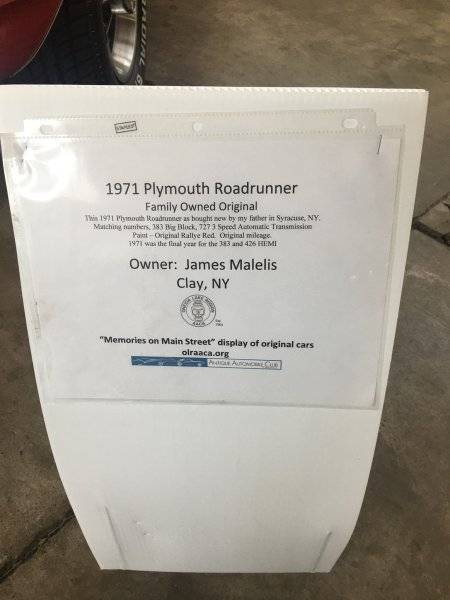 1971 Plymouth Roadrunner
Family Owned Original
This 1971 Plymouth Roadrunner as bought new by my father in Syracuse, NY.
Matching numbers, 383 Big Block, 727 3 Speed Automatic Transmission
Paint – Original Rallye Red. Original mileage.
1971 was the final year for the 383 and 426 HEMI
Owner: James Malelis
Clay, NY
"Memories on Main Street" display of original cars
olraaca.org
ANTIQUE AUTOMOBILE CLUB